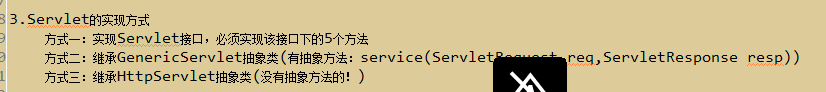 3.Servlet的实现方式
方式一：实现Servlet接口，必须实现该接口下的5个方法
方式二：继承GenericServlet抽象类(有抽象方法：service(ServletRequest req,ServletResponse resp))
方式三：继承HttpServlet抽象类(没有抽象方法的！)